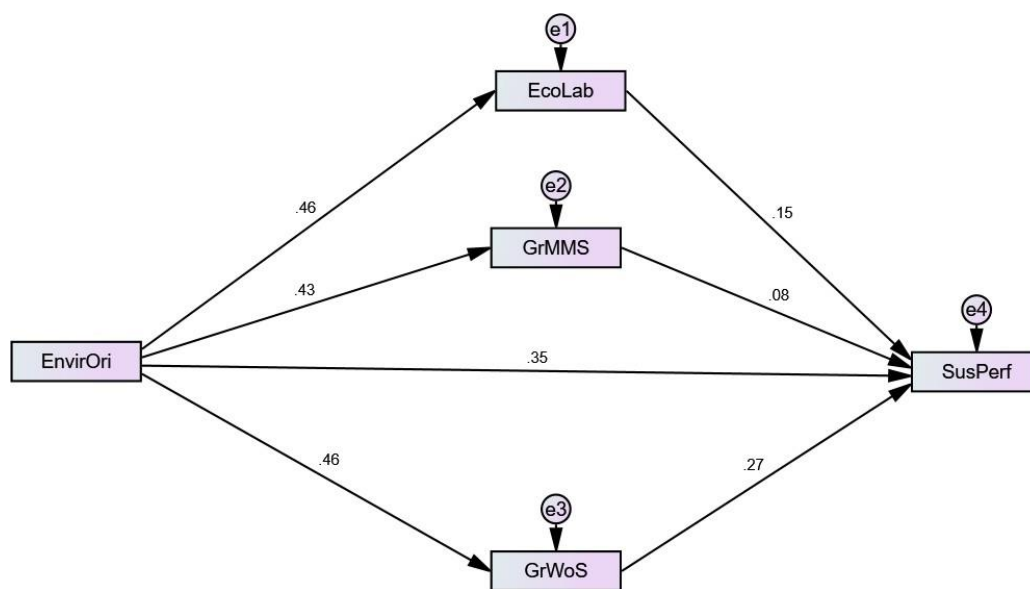 e1
EcoLab
.46
.15
e2
GrMMS
.43
.08
e4
EnvirOri
.35
SusPerf
.46
.27
e3
GrWoS